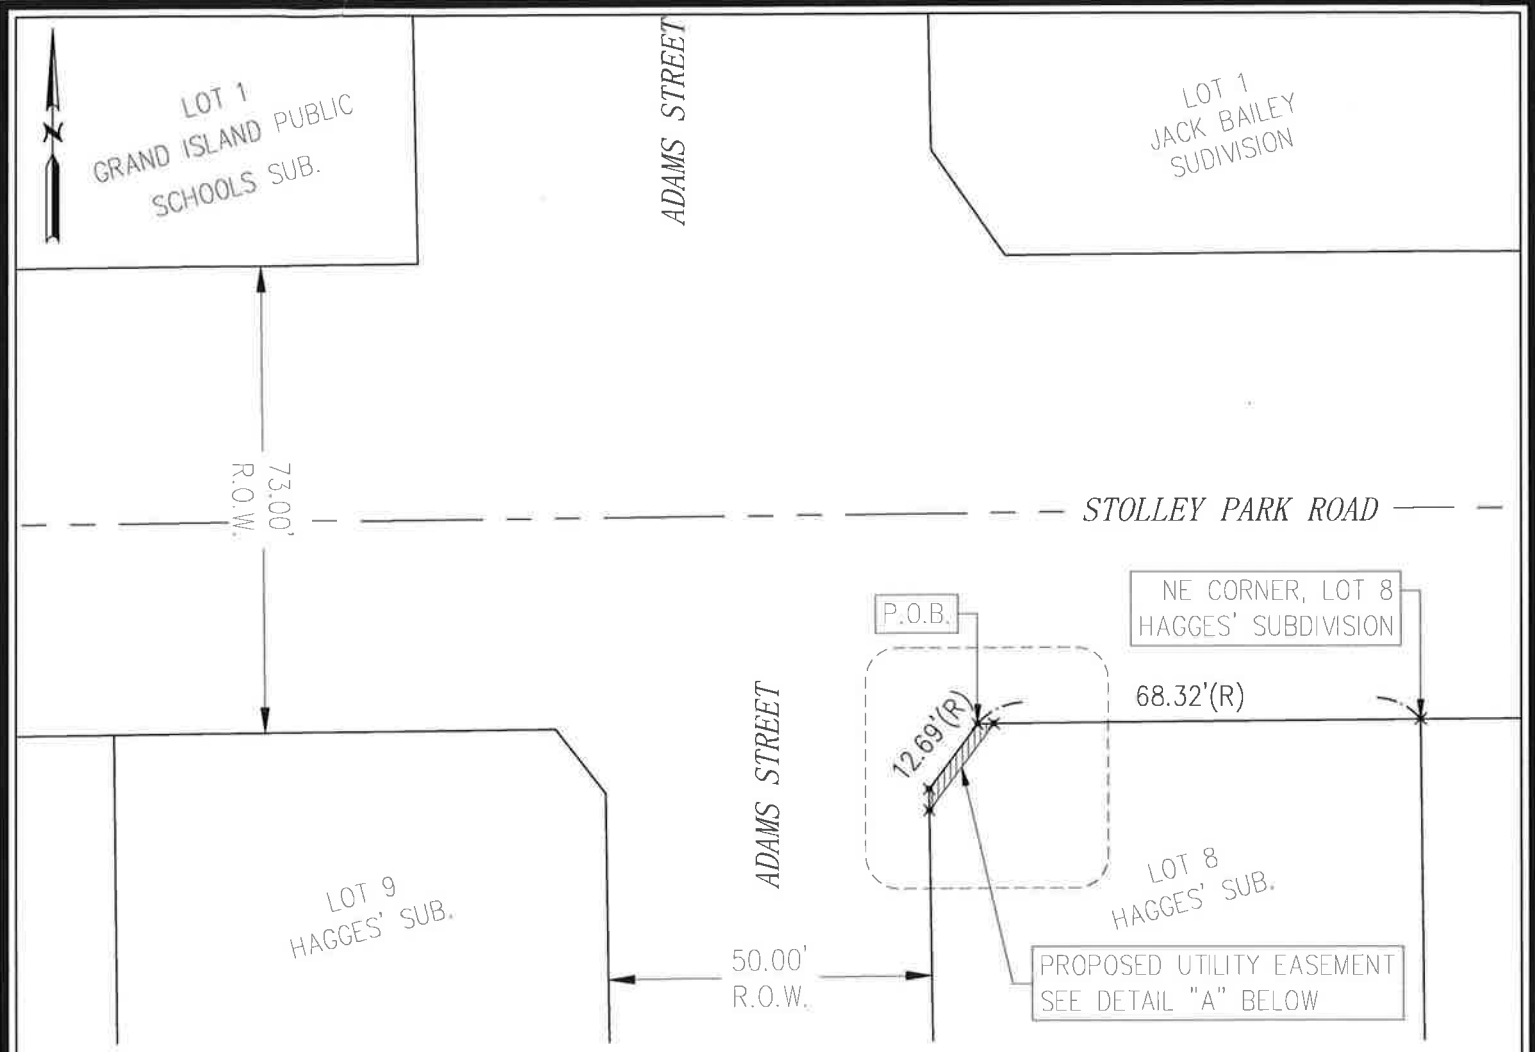 ADAMS STREET
LOT 1
GRAND ISLAND PUBLIC
SCHOOLS SUB.
LOT 1
JACK BAILEY
SUDIVISION
N
73.00'
R.O.W.
STOLLEY PARK ROAD
P.O.B.
NE CORNER, LOT 8
HAGGES' SUBDIVISION
68.32'(R)
12.69'(R)
ADAMS STREET
LOT 9
HAGGES' SUB.
LOT 8
HAGGES' SUB.
50.00'
R.O.W.
PROPOSED UTILITY EASEMENT
SEE DETAIL "A" BELOW